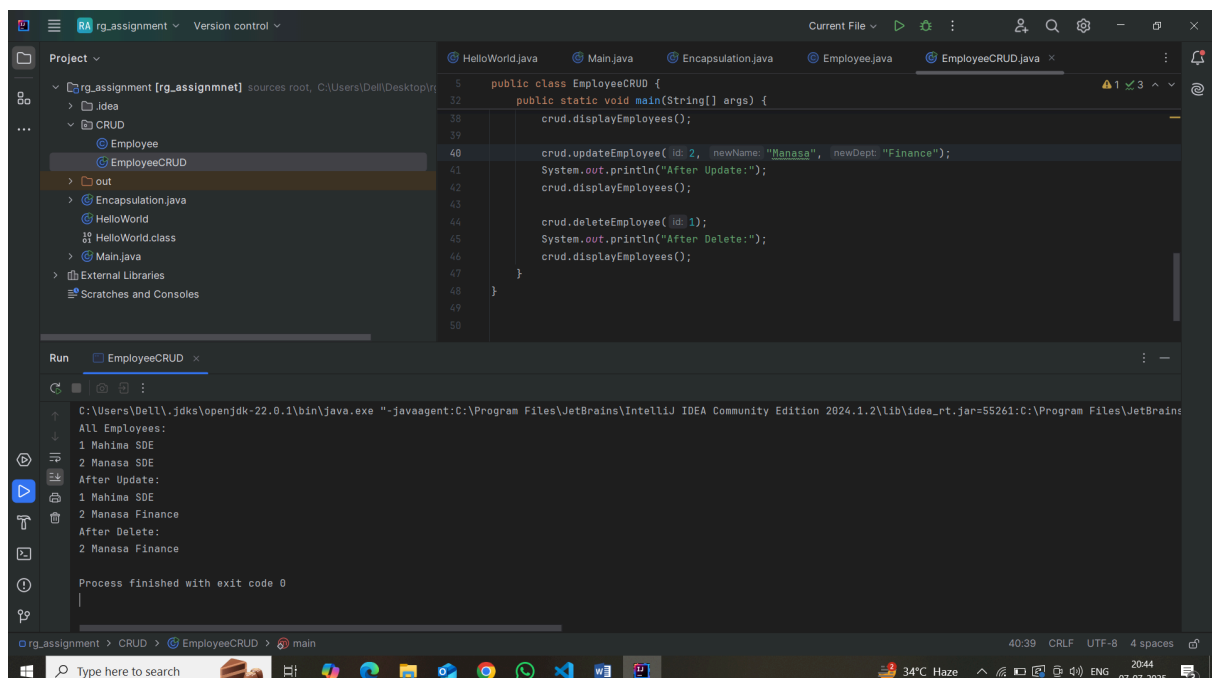 RA rg_assignment Version control Current File
Project
HelloWorld.java Main.java Encapsulation.java Employee.java EmployeeCRUD.java
rg_assignment [rg_assignmnet] sources root, C:\Users\Dell\Desktop\rg
.idea
CRUD
Employee
EmployeeCRUD
out
Encapsulation.java
HelloWorld
HelloWorld.class
Main.java
External Libraries
Scratches and Consoles
5 public class EmployeeCRUD { 1 3
32 public static void main(String[] args) {
38 crud.displayEmployees();
39
40 crud.updateEmployee( id: 2, newName: "Manasa", newDept: "Finance");
41 System.out.println("After Update:");
42 crud.displayEmployees();
43
44 crud.deleteEmployee( id: 1);
45 System.out.println("After Delete:");
46 crud.displayEmployees();
47 }
48 }
49
50
Run EmployeeCRUD
C:\Users\Dell\.jdks\openjdk-22.0.1\bin\java.exe "-javaagent:C:\Program Files\JetBrains\IntelliJ IDEA Community Edition 2024.1.2\lib\idea_rt.jar=55261:C:\Program Files\JetBrains
All Employees:
1 Mahima SDE
2 Manasa SDE
After Update:
1 Mahima SDE
2 Manasa Finance
After Delete:
2 Manasa Finance
Process finished with exit code 0
rg_assignment > CRUD > EmployeeCRUD > main 40:39 CRLF UTF-8 4 spaces
Type here to search 34°C Haze ENG 20:44
07-07-2025